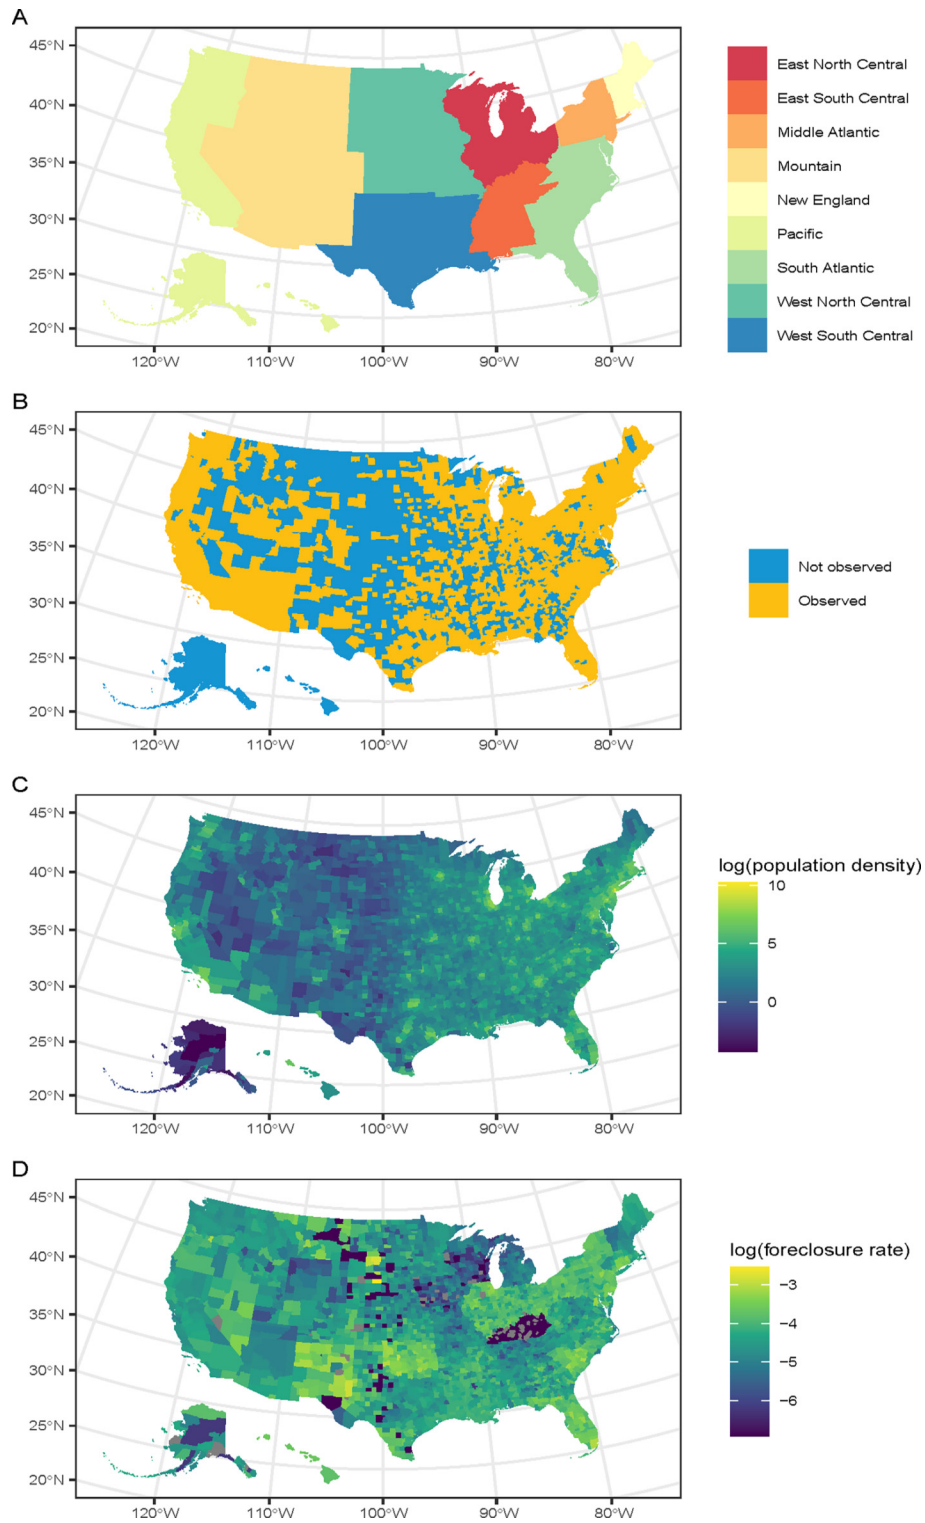 A
45°N
40°N
35°N
30°N
25°N
20°N
120°W 110°W 100°W 90°W 80°W
East North Central
East South Central
Middle Atlantic
Mountain
New England
Pacific
South Atlantic
West North Central
West South Central
B
45°N
40°N
35°N
30°N
25°N
20°N
120°W 110°W 100°W 90°W 80°W
Not observed
Observed
C
45°N
40°N
35°N
30°N
25°N
20°N
120°W 110°W 100°W 90°W 80°W
log(population density)
10
5
0
D
45°N
40°N
35°N
30°N
25°N
20°N
120°W 110°W 100°W 90°W 80°W
log(foreclosure rate)
−3
−4
−5
−6